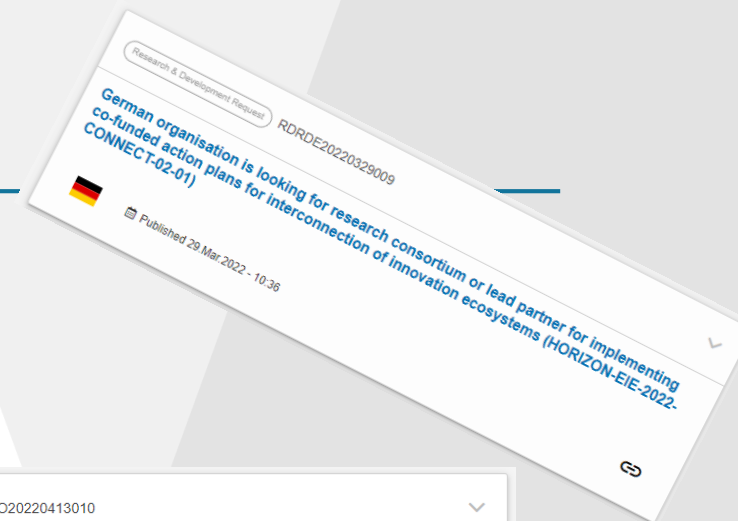 Research & Development Request RDRDE20220329009
German organisation is looking for research consortium or lead partner for implementing
co-funded action plans for interconnection of innovation ecosystems (HORIZON-EIE-2022-
CONNECT-02-01)
Published 29.Mar.2022 - 10:36
O20220413010